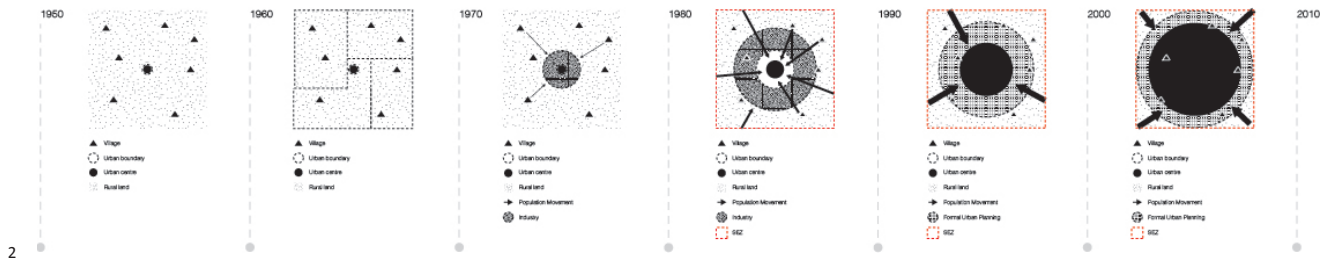 1950
1960
1970
1980
1990
2000
2010
Village
Urban boundary
Urban centre
Rural land
Village
Urban boundary
Urban centre
Rural land
Village
Urban boundary
Urban centre
Rural land
Population Movement
Industry
Village
Urban boundary
Urban centre
Rural land
Population Movement
Industry
SEZ
Village
Urban boundary
Urban centre
Rural land
Population Movement
Formal Urban Planning
SEZ
Village
Urban boundary
Urban centre
Rural land
Population Movement
Formal Urban Planning
SEZ
2